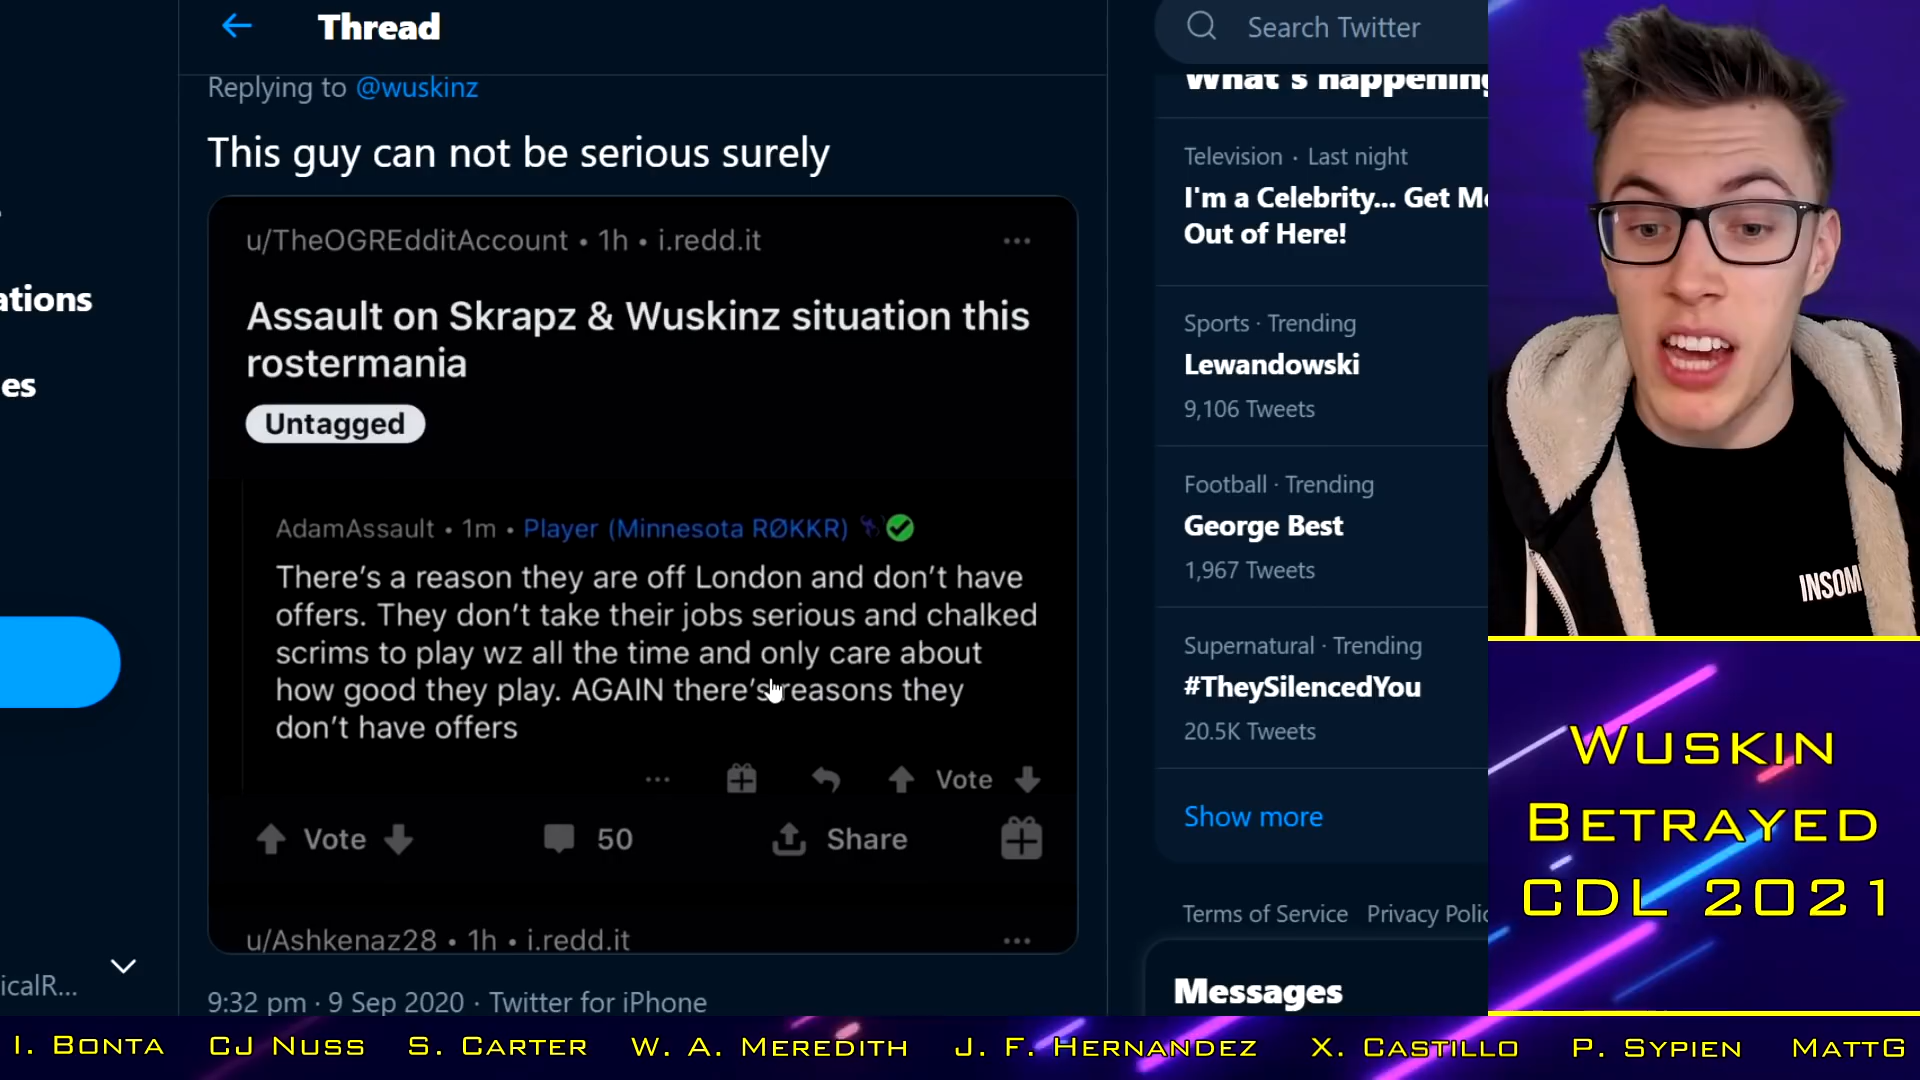 Thread
Search Twitter
Replying to @wuskinz
This guy can not be serious surely
u/TheOGREdditAccount • 1h • i.redd.it
Assault on Skrapz & Wuskinz situation this
rostermania
Untagged
AdamAssault • 1m • Player (Minnesota RØKKR)
There's a reason they are off London and don't have
offers. They don't take their jobs serious and chalked
scrims to play wz all the time and only care about
how good they play. AGAIN there's reasons they
don't have offers
Vote
Vote
50
Share
u/Ashkenaz28 • 1h • i.redd.it
9:32 pm · 9 Sep 2020 · Twitter for iPhone
ations
es
icalR...
What's happening
Television · Last night
I'm a Celebrity... Get Me
Out of Here!
Sports · Trending
Lewandowski
9,106 Tweets
Football · Trending
George Best
1,967 Tweets
Supernatural · Trending
#TheySilencedYou
20.5K Tweets
Show more
Terms of Service Privacy Polic
Messages
INSOM
Wuskin
Betrayed
CDL 2021
I. Bonta CJ Nuss S. Carter W. A. Meredith J. F. Hernandez X. Castillo P. Sypien MattG